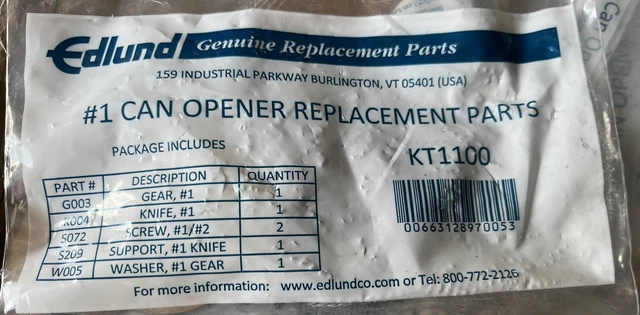 Edlund Genuine Replacement Parts
159 INDUSTRIAL PARKWAY BURLINGTON, VT 05401 (USA)
#1 CAN OPENER REPLACEMENT PARTS
PACKAGE INCLUDES
KT1100
PART # DESCRIPTION QUANTITY
G003 GEAR, #1 1
K004 KNIFE, #1 1
S072 SCREW, #1/#2 2
S209 SUPPORT, #1 KNIFE 1
W005 WASHER, #1 GEAR 1
00663128970053
For more information: www.edlundco.com or Tel: 800-772-2126